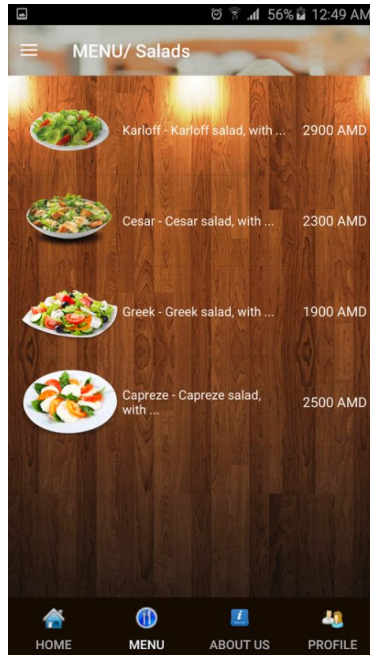 56% 12:49 AM
MENU/ Salads
Karloff - Karloff salad, with ... 2900 AMD
Cesar - Cesar salad, with ... 2300 AMD
Greek - Greek salad, with ... 1900 AMD
Capreze - Capreze salad,
with ... 2500 AMD
HOME MENU ABOUT US PROFILE